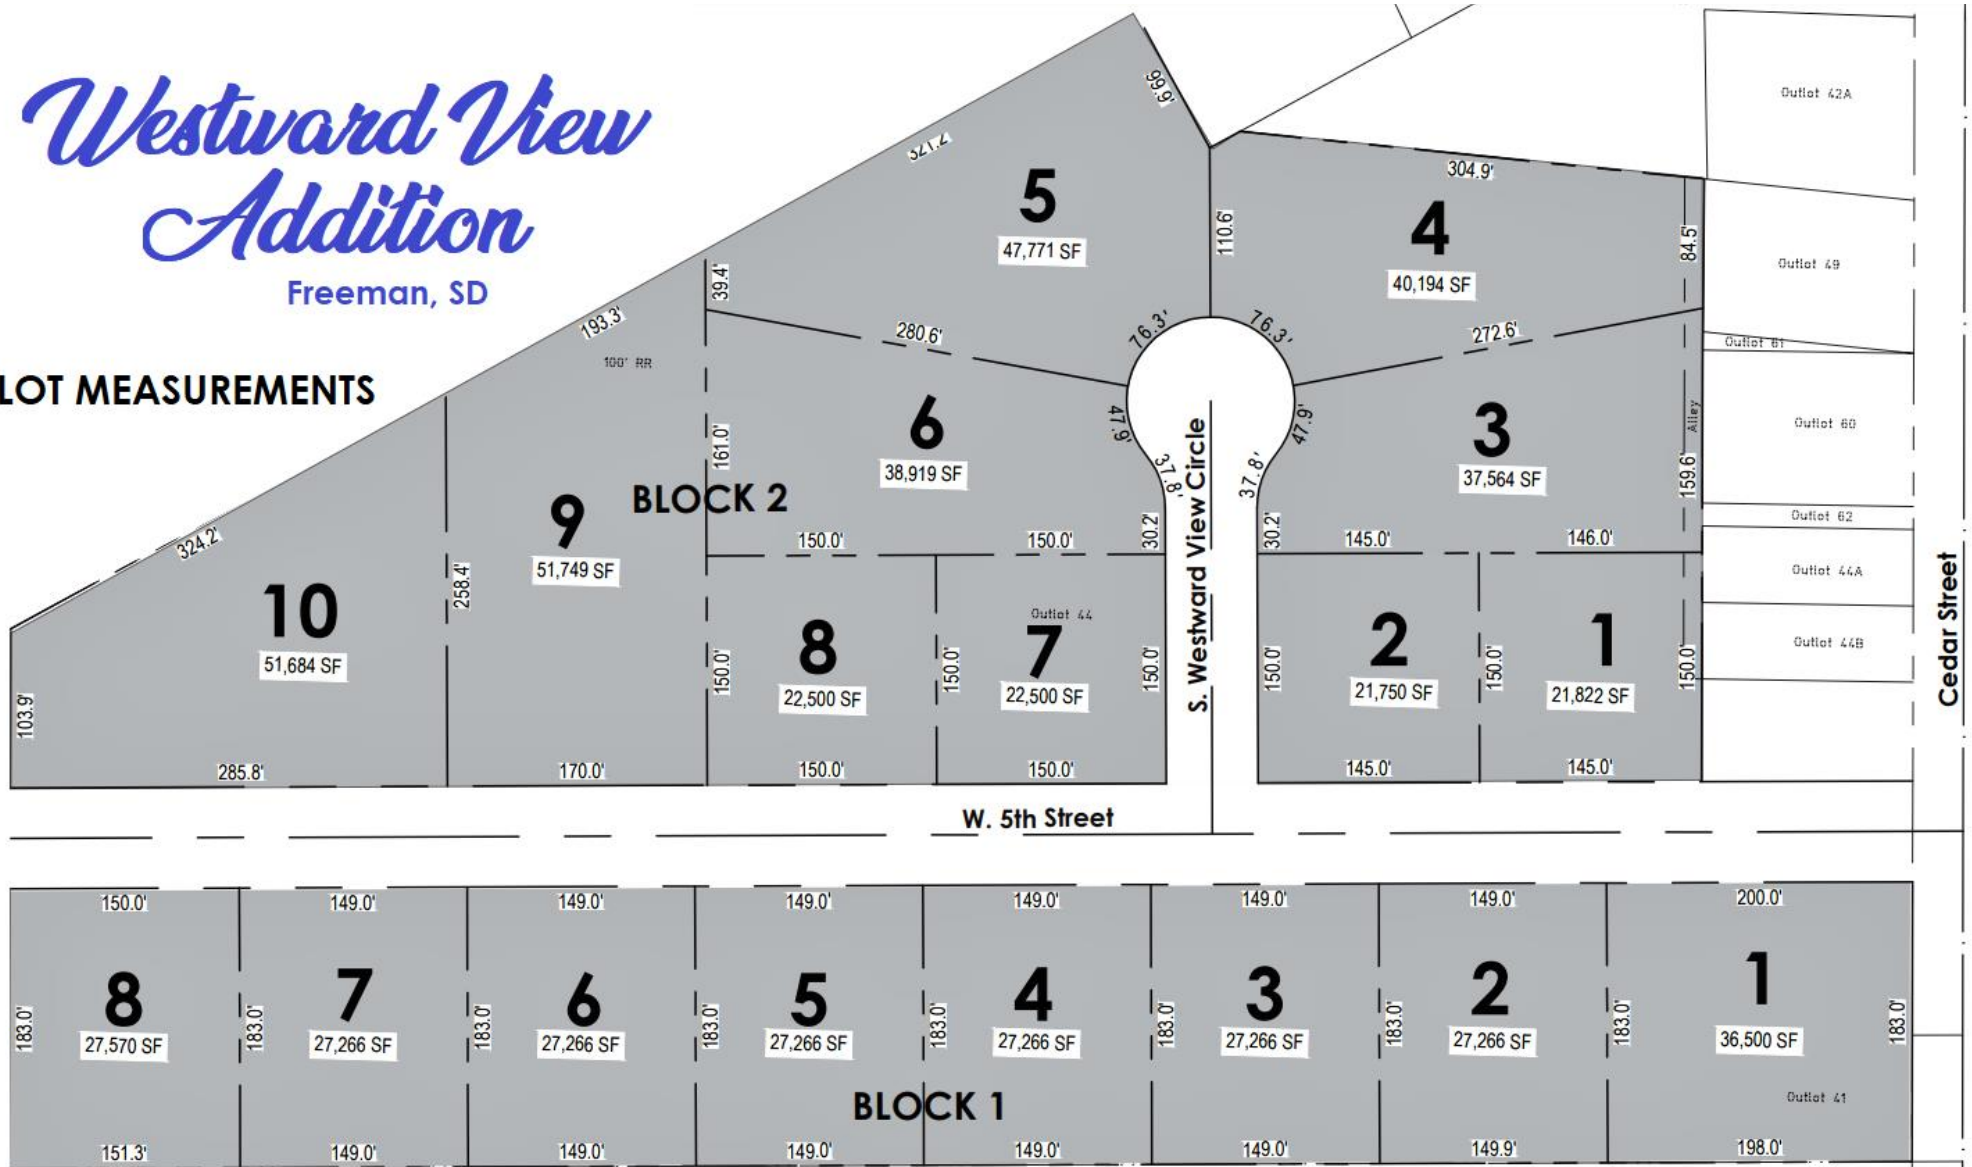 Westward View
Addition
Freeman, SD
LOT MEASUREMENTS
99.9'
321.2'
5
47,771 SF
110.6'
304.9'
4
40,194 SF
84.5'
Outlot 42A
Outlot 49
Outlot 61
Outlot 60
Outlot 62
Outlot 44A
Outlot 44B
Cedar Street
39.4'
193.3'
100' RR
280.6'
76.3'
76.3'
272.6'
6
38,919 SF
161.0'
47.9'
47.9'
37.8'
37.8'
S. Westward View Circle
3
37,564 SF
Alley
159.6'
BLOCK 2
9
51,749 SF
324.2'
258.4'
10
51,684 SF
103.9'
285.8'
170.0'
150.0'
150.0'
30.2'
30.2'
145.0'
146.0'
8
22,500 SF
150.0'
150.0'
Outlot 44
7
22,500 SF
150.0'
150.0'
2
21,750 SF
150.0'
1
21,822 SF
150.0'
150.0'
150.0'
145.0'
145.0'
W. 5th Street
150.0'
149.0'
149.0'
149.0'
149.0'
149.0'
149.0'
200.0'
183.0'
8
27,570 SF
183.0'
7
27,266 SF
183.0'
6
27,266 SF
183.0'
5
27,266 SF
183.0'
4
27,266 SF
183.0'
3
27,266 SF
183.0'
2
27,266 SF
183.0'
1
36,500 SF
183.0'
Outlot 41
BLOCK 1
151.3'
149.0'
149.0'
149.0'
149.0'
149.0'
149.9'
198.0'